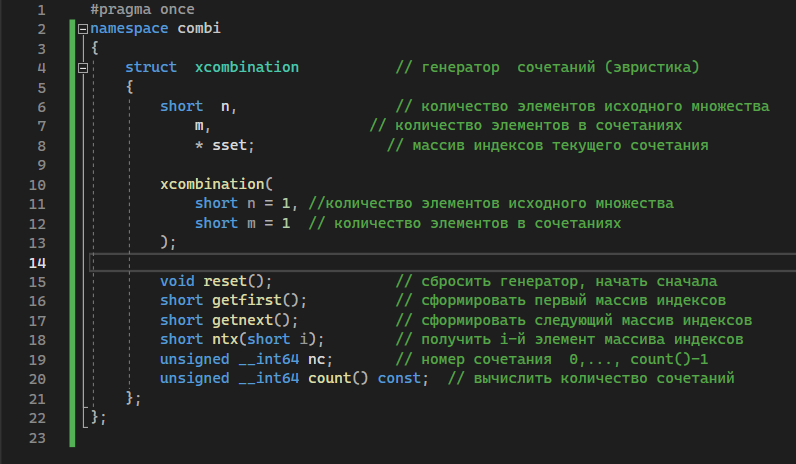 1 #pragma once
2 namespace combi
3 {
4 struct  xcombination // генератор  сочетаний (эвристика)
5 {
6 short  n, // количество элементов исходного множества
7 m, // количество элементов в сочетаниях
8 * sset; // массив индексов текущего сочетания
9
10 xcombination(
11 short n = 1, //количество элементов исходного множества
12 short m = 1  // количество элементов в сочетаниях
13 );
14
15 void reset(); // сбросить генератор, начать сначала
16 short getfirst(); // сформировать первый массив индексов
17 short getnext(); // сформировать следующий массив индексов
18 short ntx(short i); // получить i-й элемент массива индексов
19 unsigned __int64 nc; // номер сочетания  0,..., count()-1
20 unsigned __int64 count() const;  // вычислить количество сочетаний
21 };
22 };
23